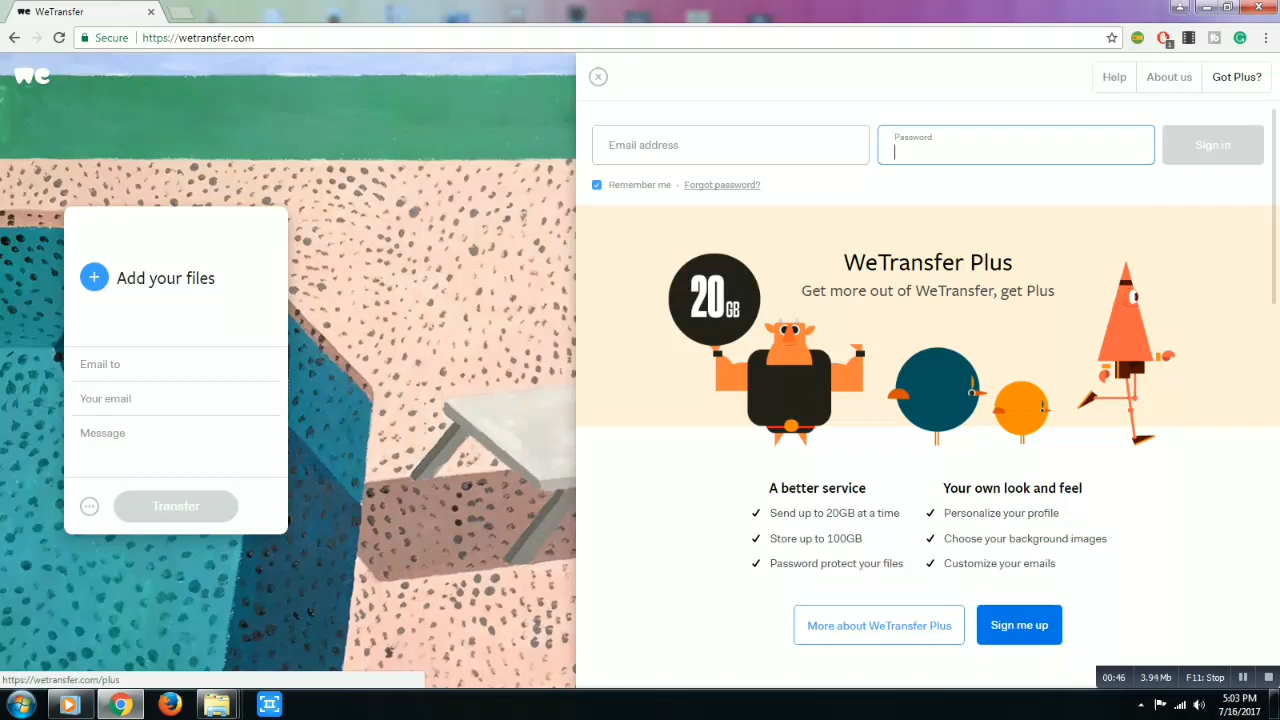 WeTransfer
Secure
https://wetransfer.com
we
Help
About us
Got Plus?
Email address
Password
Sign in
Remember me · Forgot password?
Add your files
Email to
Your email
Message
Transfer
20GB
WeTransfer Plus
Get more out of WeTransfer, get Plus
A better service
Send up to 20GB at a time
Store up to 100GB
Password protect your files
Your own look and feel
Personalize your profile
Choose your background images
Customize your emails
More about WeTransfer Plus
Sign me up
https://wetransfer.com/plus
00:46
3.94 Mb
F11: Stop
5:03 PM
7/16/2017